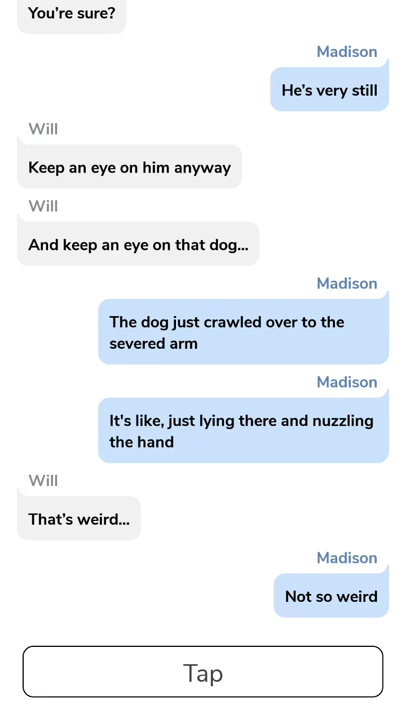 You’re sure?
Madison
He’s very still
Will
Keep an eye on him anyway
Will
And keep an eye on that dog...
Madison
The dog just crawled over to the
severed arm
Madison
It's like, just lying there and nuzzling
the hand
Will
That’s weird...
Madison
Not so weird
Tap